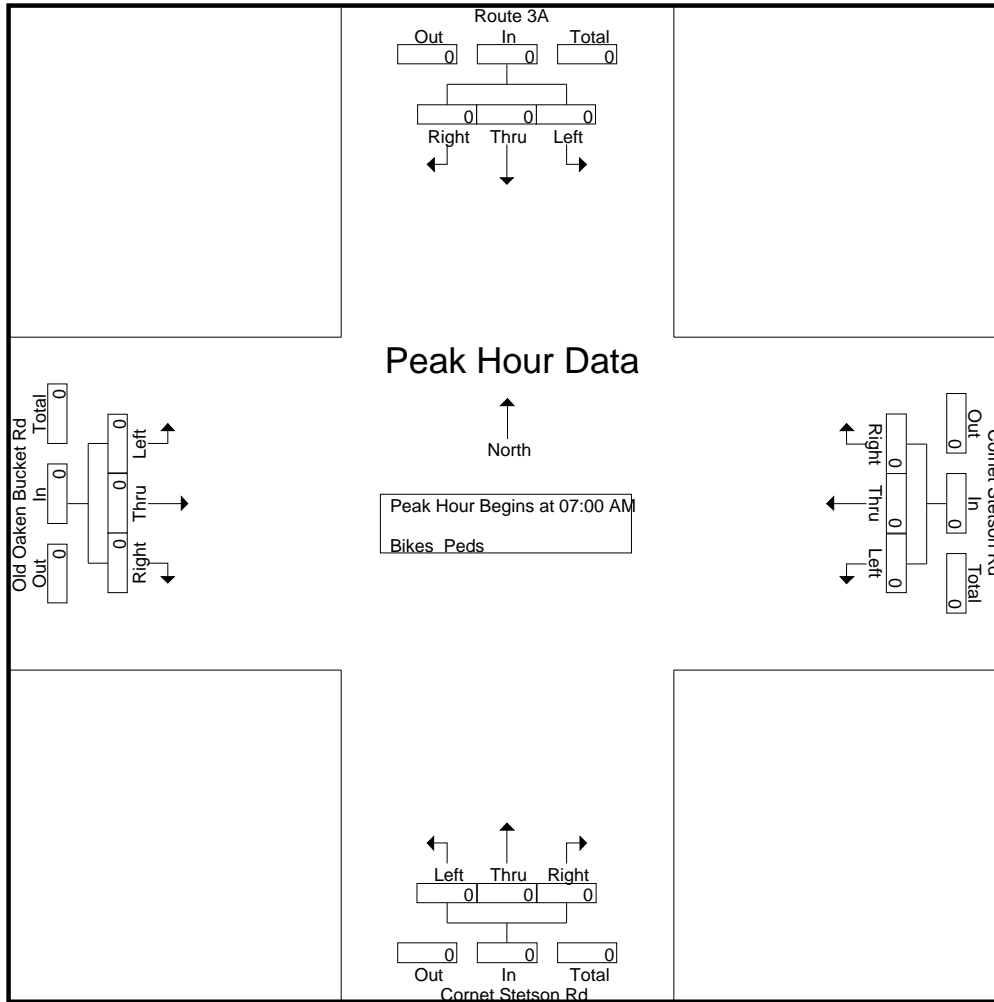 Route 3A
Out In Total
0 0 0
0 0 0
Right Thru Left
Peak Hour Data
North
Peak Hour Begins at 07:00 AM
Bikes Peds
Old Oaken Bucket Rd
Total In Out
0 0 0
0 0 0
Left Thru Right
Cornet Stetson Rd
Out In Total
0 0 0
0 0 0
Right Thru Left
Left Thru Right
0 0 0
0 0 0
Out In Total
Cornet Stetson Rd